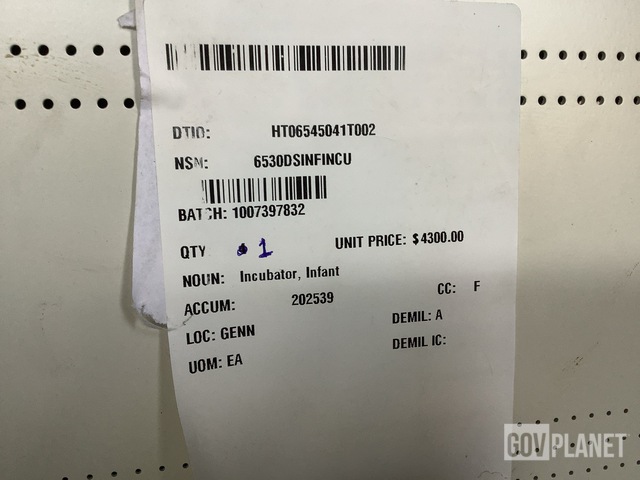 DTID: HT06545041T002
NSN: 6530DSINFINCU
BATCH: 1007397832
QTY 1 UNIT PRICE: $4300.00
NOUN: Incubator, Infant
ACCUM: 202539 CC: F
LOC: GENN DEMIL: A
UOM: EA DEMIL IC:
GOVPLANET